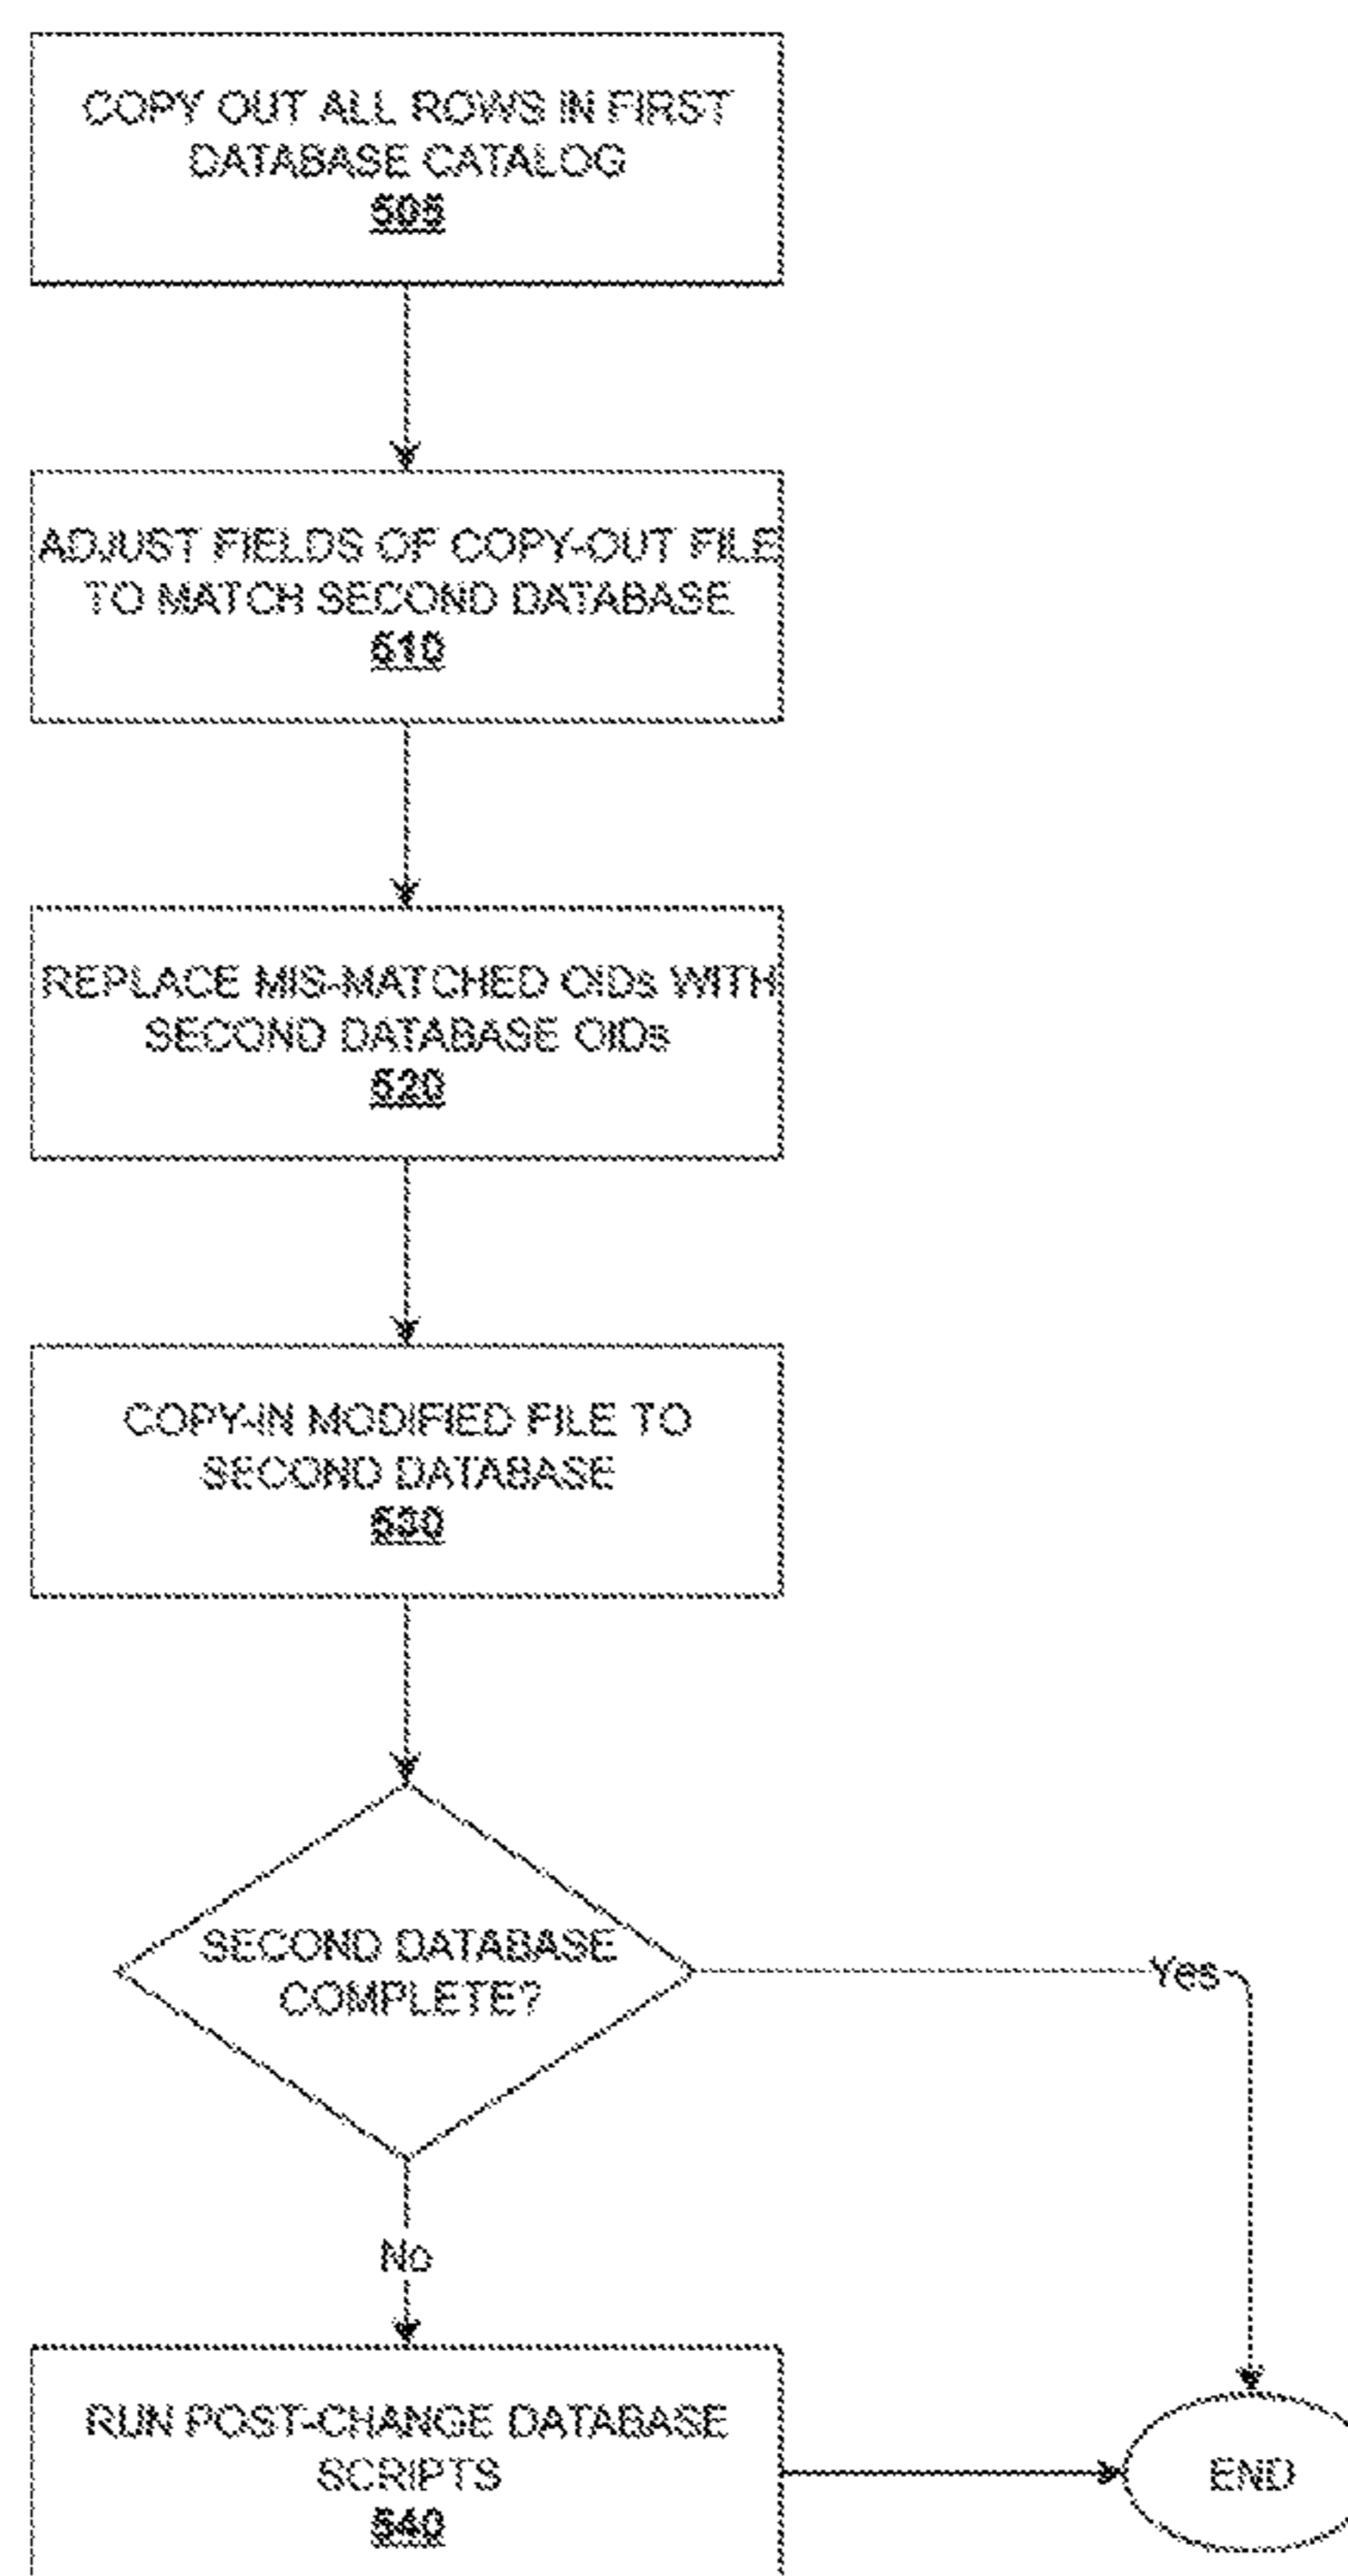 COPY OUT ALL ROWS IN FIRST
DATABASE CATALOG
505
ADJUST FIELDS OF COPY-OUT FILE
TO MATCH SECOND DATABASE
510
REPLACE MIS-MATCHED OIDs WITH
SECOND DATABASE OIDs
520
COPY-IN MODIFIED FILE TO
SECOND DATABASE
530
SECOND DATABASE
COMPLETE?
Yes
No
RUN POST-CHANGE DATABASE
SCRIPTS
540
END